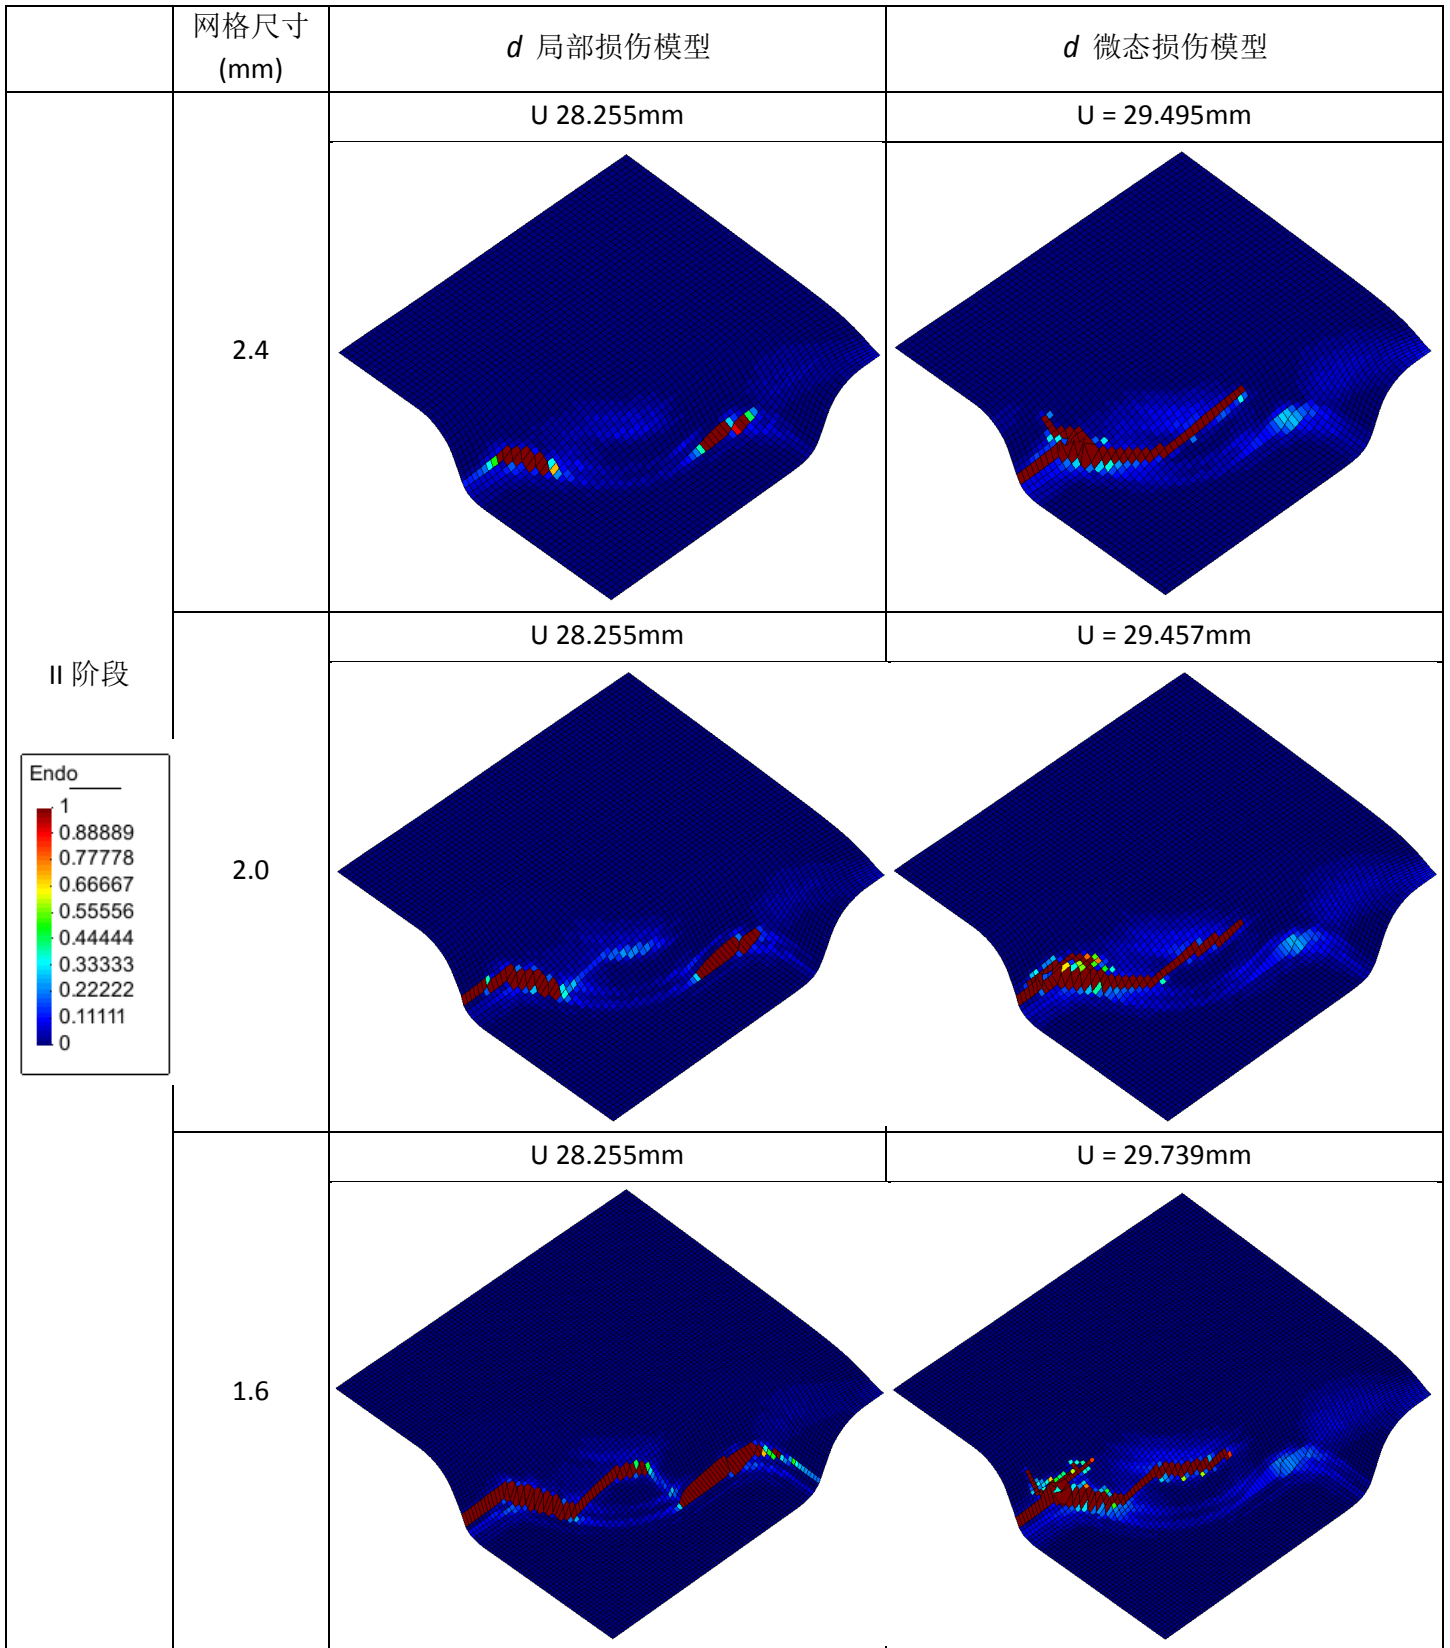 网格尺寸
(mm)
d 局部损伤模型
d 微态损伤模型
U 28.255mm
U = 29.495mm
2.4
U 28.255mm
U = 29.457mm
II 阶段
Endo
1
0.88889
0.77778
0.66667
0.55556
0.44444
0.33333
0.22222
0.11111
0
2.0
U 28.255mm
U = 29.739mm
1.6